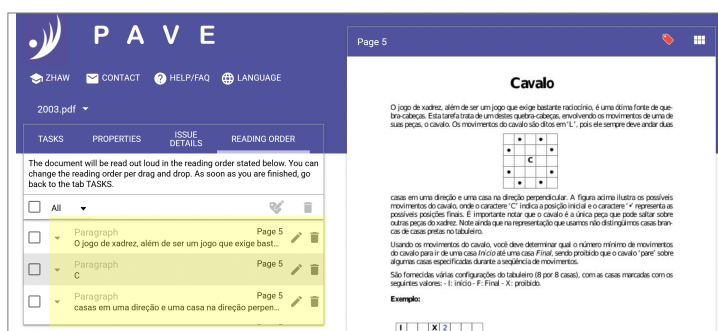 P A V E
ZHAW CONTACT HELP/FAQ LANGUAGE
2003.pdf
TASKS PROPERTIES ISSUE DETAILS READING ORDER
The document will be read out loud in the reading order stated below. You can
change the reading order per drag and drop. As soon as you are finished, go
back to the tab TASKS.
All
Paragraph Page 5
O jogo de xadrez, além de ser um jogo que exige bast...
Paragraph Page 5
C
Paragraph Page 5
casas em uma direção e uma casa na direção perpen...
Page 5
Cavalo
O jogo de xadrez, além de ser um jogo que exige bastante raciocínio, é uma ótima fonte de que-
bra-cabeças. Esta tarefa trata de um destes quebra-cabeças, envolvendo os movimentos de uma de
suas peças, o cavalo. Os movimentos do cavalo são ditos em 'L', pois ele sempre deve andar duas
C
casas em uma direção e uma casa na direção perpendicular. A figura acima ilustra os possíveis
movimentos do cavalo, onde o caractere 'C' indica a posição inicial e o caractere '•' representa as
possíveis posições finais. É importante notar que o cavalo é a única peça que pode saltar sobre
outras peças do xadrez. Note ainda que na representação que usamos não distinguimos casas bran-
cas de casas pretas no tabuleiro.
Usando os movimentos do cavalo, você deve determinar qual o número mínimo de movimentos
do cavalo para ir de uma casa Início até uma casa Final, sendo proibido que o cavalo 'pare' sobre
algumas casas especificadas durante a seqüência de movimentos.
São fornecidas várias configurações do tabuleiro (8 por 8 casas), com as casas marcadas com os
seguintes valores: - I: início - F: Final - X: proibido.
Exemplo:
I X 2